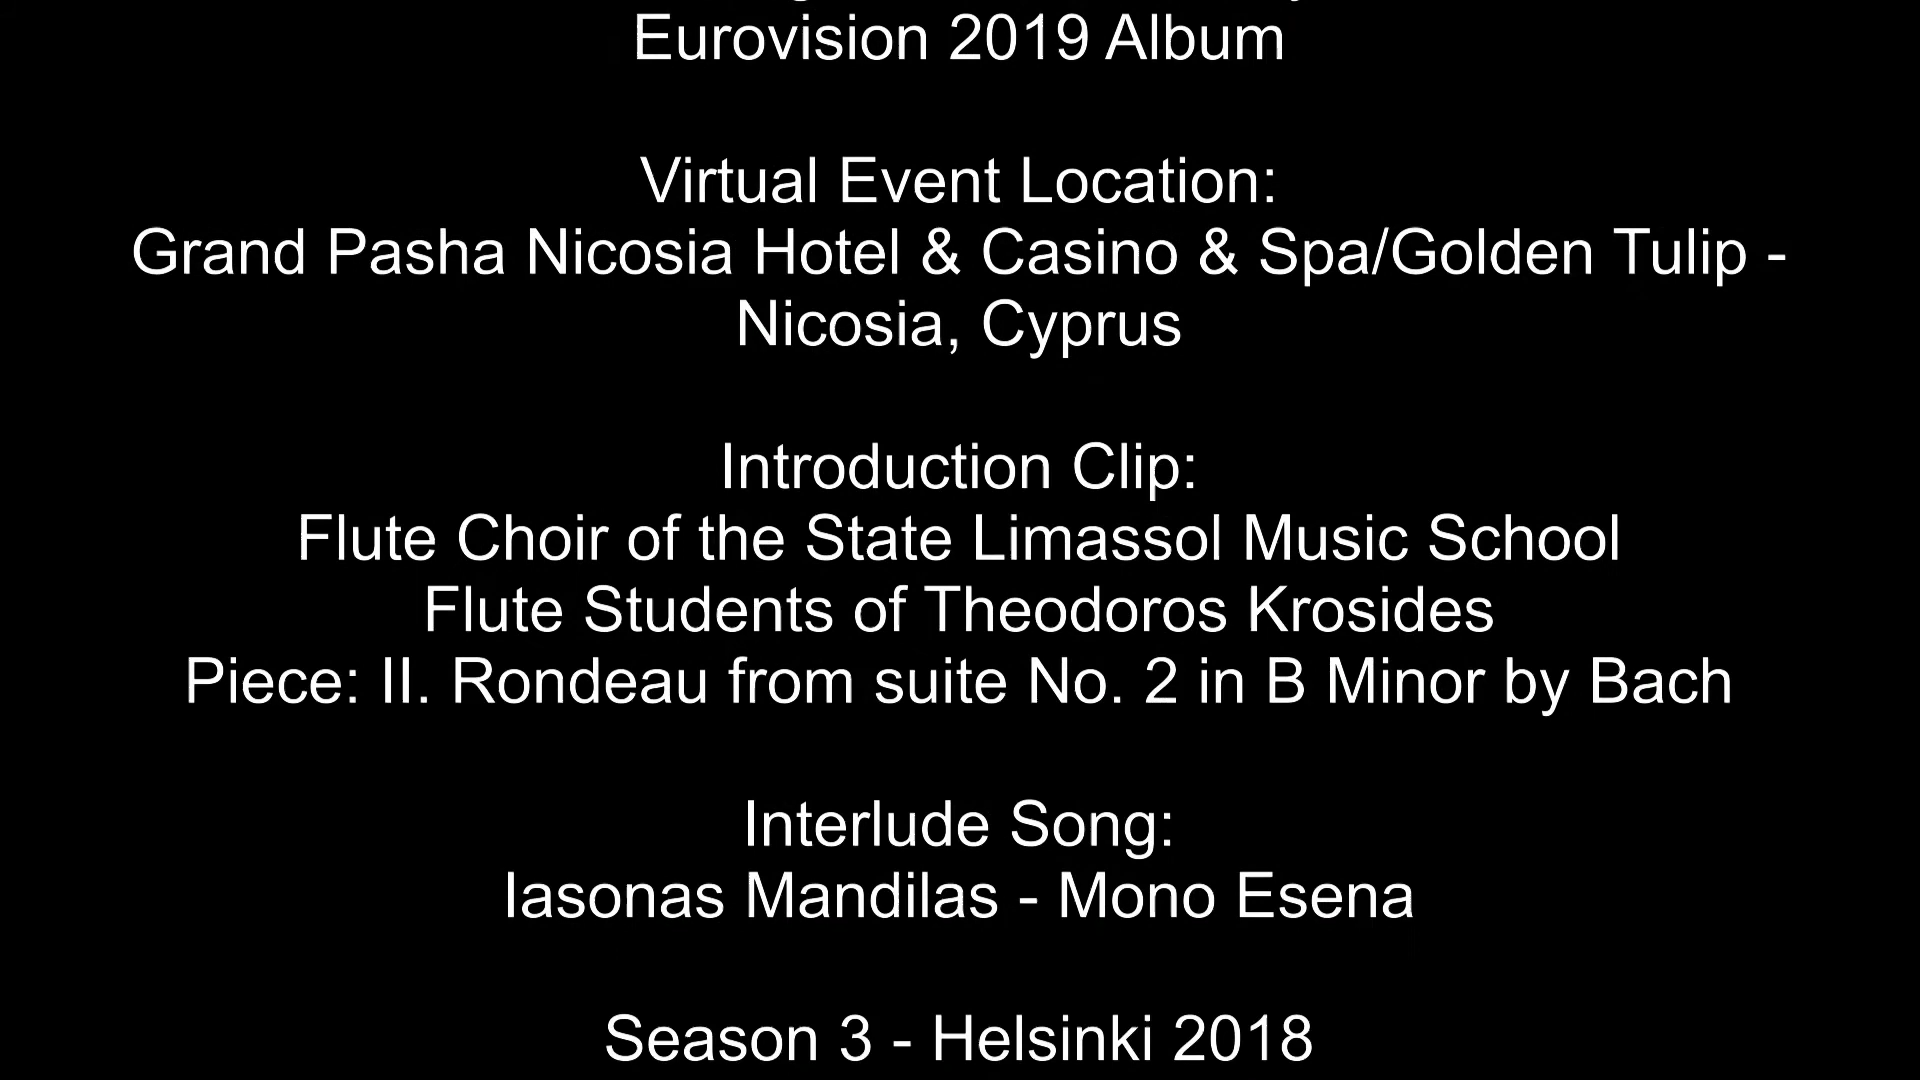 Eurovision 2019 Album
Virtual Event Location:
Grand Pasha Nicosia Hotel & Casino & Spa/Golden Tulip -
Nicosia, Cyprus
Introduction Clip:
Flute Choir of the State Limassol Music School
Flute Students of Theodoros Krosides
Piece: II. Rondeau from suite No. 2 in B Minor by Bach
Interlude Song:
Iasonas Mandilas - Mono Esena
Season 3 - Helsinki 2018